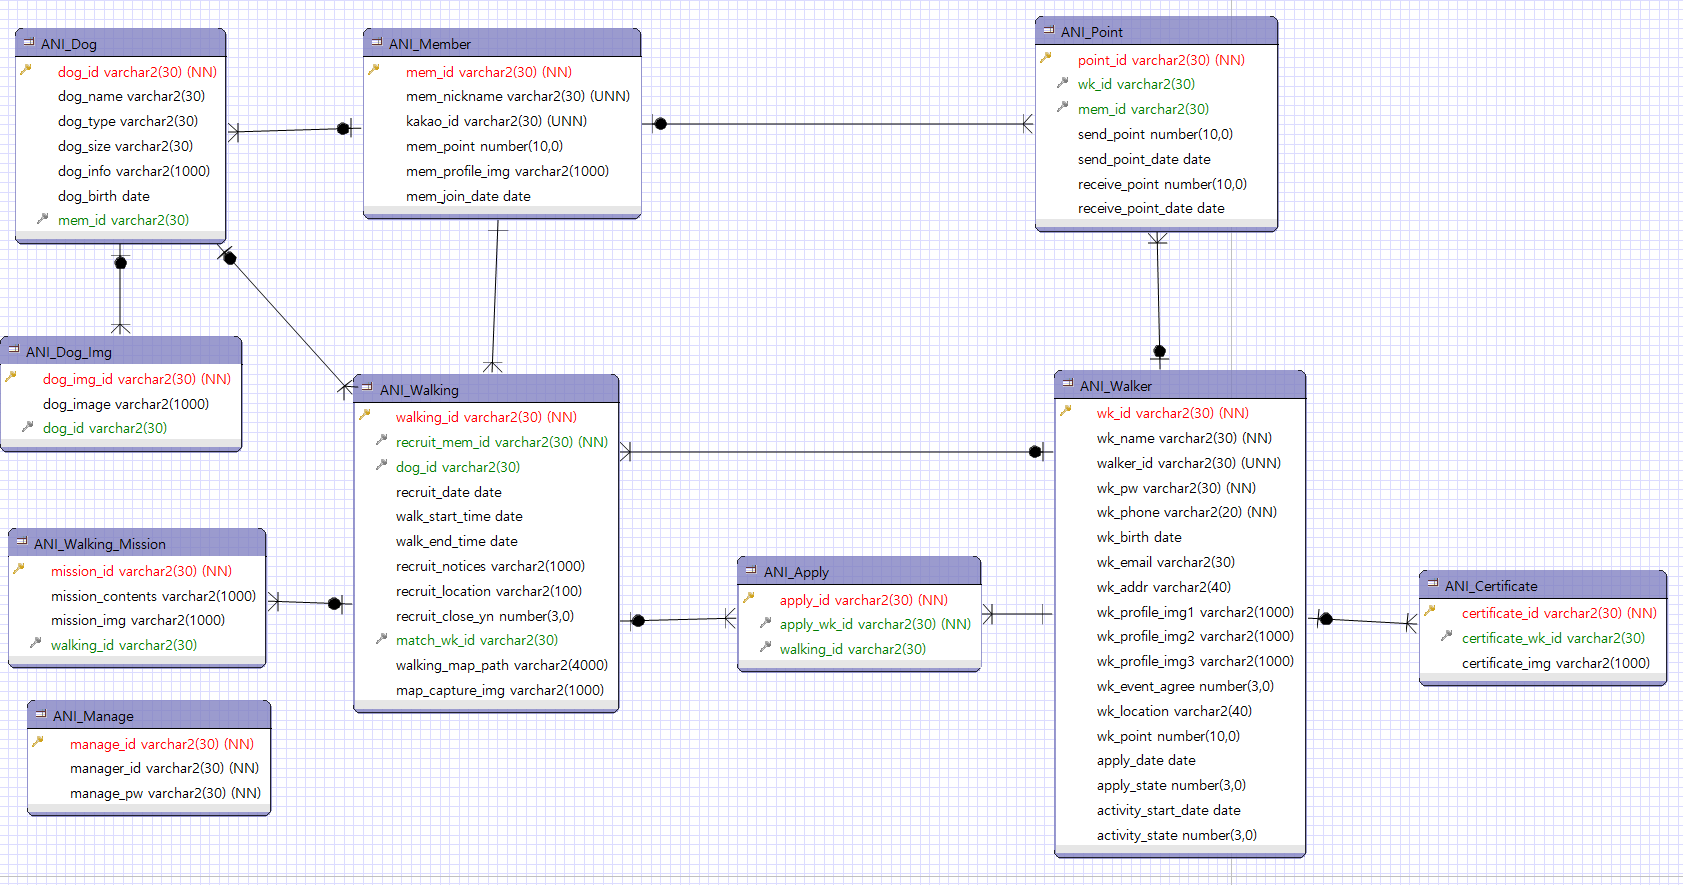 ANI_Dog
dog_id varchar2(30) (NN)
dog_name varchar2(30)
dog_type varchar2(30)
dog_size varchar2(30)
dog_info varchar2(1000)
dog_birth date
mem_id varchar2(30)
ANI_Member
mem_id varchar2(30) (NN)
mem_nickname varchar2(30) (UNN)
kakao_id varchar2(30) (UNN)
mem_point number(10,0)
mem_profile_img varchar2(1000)
mem_join_date date
ANI_Point
point_id varchar2(30) (NN)
wk_id varchar2(30)
mem_id varchar2(30)
send_point number(10,0)
send_point_date date
receive_point number(10,0)
receive_point_date date
ANI_Dog_Img
dog_img_id varchar2(30) (NN)
dog_image varchar2(1000)
dog_id varchar2(30)
ANI_Walking
walking_id varchar2(30) (NN)
recruit_mem_id varchar2(30) (NN)
dog_id varchar2(30)
recruit_date date
walk_start_time date
walk_end_time date
recruit_notices varchar2(1000)
recruit_location varchar2(100)
recruit_close_yn number(3,0)
match_wk_id varchar2(30)
walking_map_path varchar2(4000)
map_capture_img varchar2(1000)
ANI_Walker
wk_id varchar2(30) (NN)
wk_name varchar2(30) (NN)
walker_id varchar2(30) (UNN)
wk_pw varchar2(30) (NN)
wk_phone varchar2(20) (NN)
wk_birth date
wk_email varchar2(30)
wk_addr varchar2(40)
wk_profile_img1 varchar2(1000)
wk_profile_img2 varchar2(1000)
wk_profile_img3 varchar2(1000)
wk_event_agree number(3,0)
wk_location varchar2(40)
wk_point number(10,0)
apply_date date
apply_state number(3,0)
activity_start_date date
activity_state number(3,0)
ANI_Walking_Mission
mission_id varchar2(30) (NN)
mission_contents varchar2(1000)
mission_img varchar2(1000)
walking_id varchar2(30)
ANI_Apply
apply_id varchar2(30) (NN)
apply_wk_id varchar2(30) (NN)
walking_id varchar2(30)
ANI_Certificate
certificate_id varchar2(30) (NN)
certificate_wk_id varchar2(30)
certificate_img varchar2(1000)
ANI_Manage
manage_id varchar2(30) (NN)
manager_id varchar2(30) (NN)
manage_pw varchar2(30) (NN)